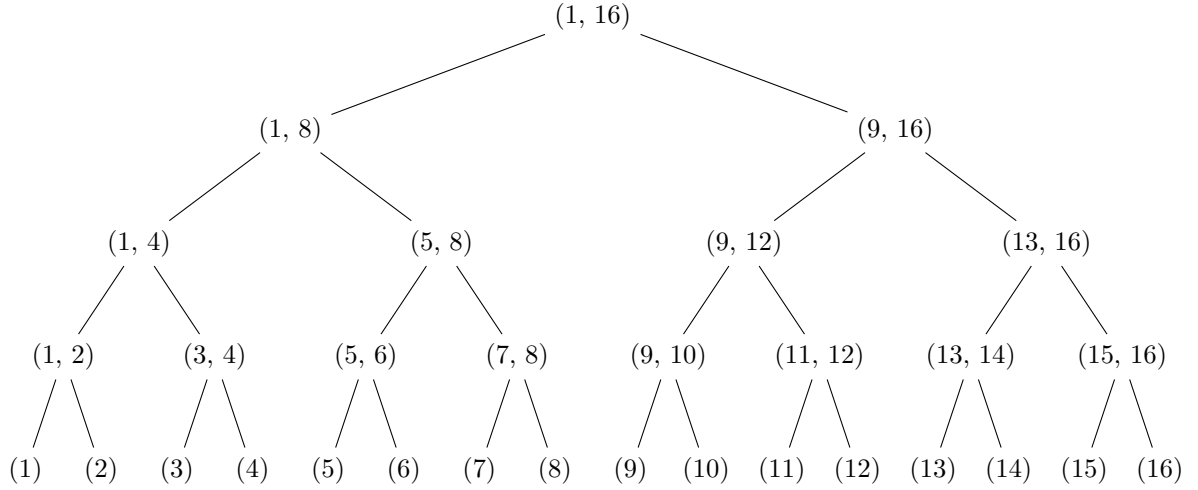 (1, 16)
(1, 8) (9, 16)
(1, 4) (5, 8) (9, 12) (13, 16)
(1, 2) (3, 4) (5, 6) (7, 8) (9, 10) (11, 12) (13, 14) (15, 16)
(1) (2) (3) (4) (5) (6) (7) (8) (9) (10) (11) (12) (13) (14) (15) (16)